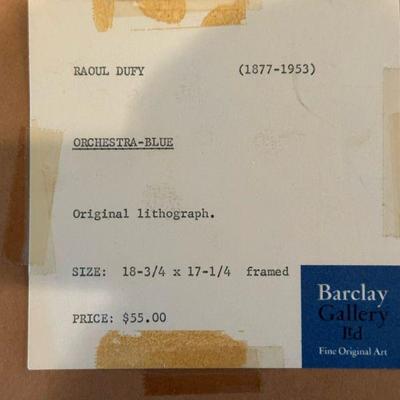 RAOUL DUFY (1877-1953)
ORCHESTRA-BLUE
Original lithograph.
SIZE: 18-3/4 x 17-1/4 framed
PRICE: $55.00
Barclay
Gallery
ltd
Fine Original Art